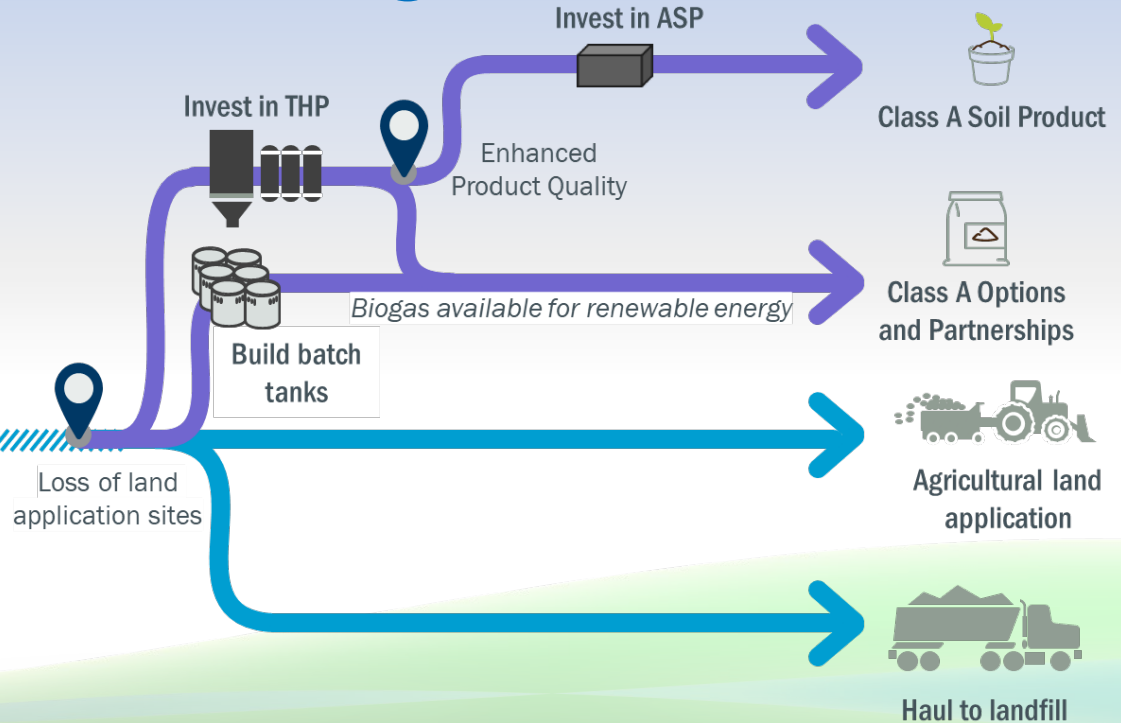 Invest in ASP
Class A Soil Product
Invest in THP
Enhanced
Product Quality
Class A Options
and Partnerships
Biogas available for renewable energy
Build batch
tanks
Loss of land
application sites
Agricultural land
application
Haul to landfill